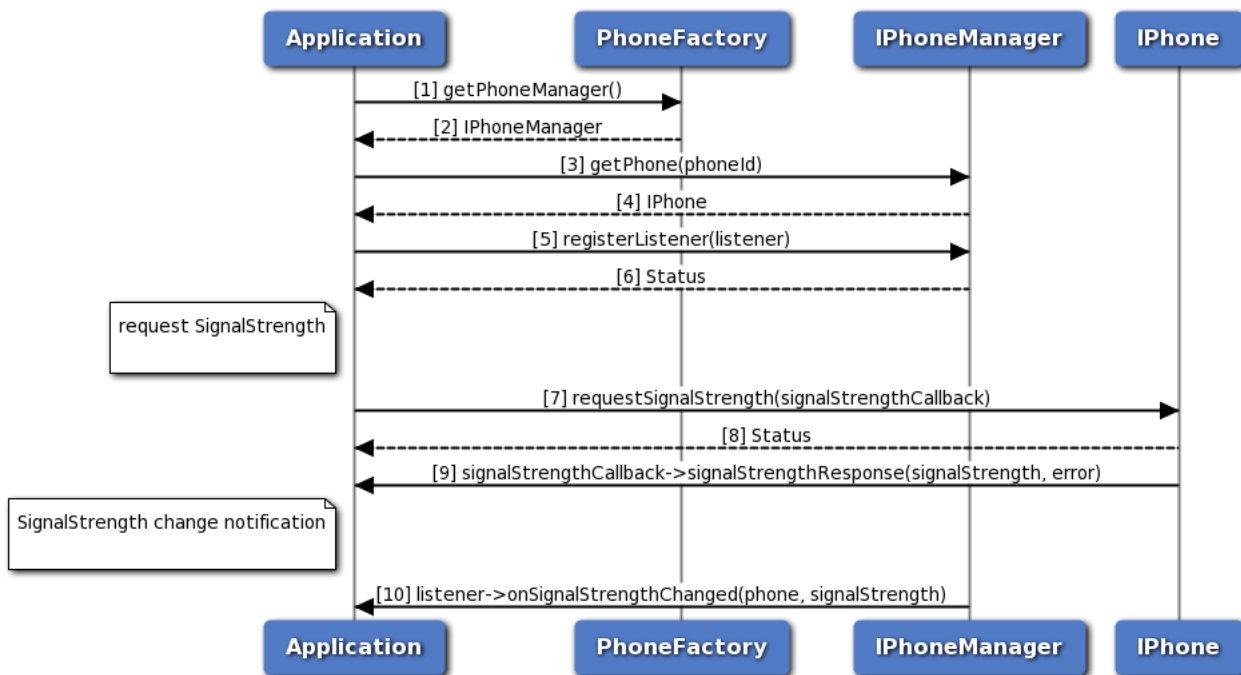 Application PhoneFactory IPhoneManager IPhone
[1] getPhoneManager()
[2] IPhoneManager
[3] getPhone(phoneId)
[4] IPhone
[5] registerListener(listener)
[6] Status
request SignalStrength
[7] requestSignalStrength(signalStrengthCallback)
[8] Status
[9] signalStrengthCallback->signalStrengthResponse(signalStrength, error)
SignalStrength change notification
[10] listener->onSignalStrengthChanged(phone, signalStrength)
Application PhoneFactory IPhoneManager IPhone